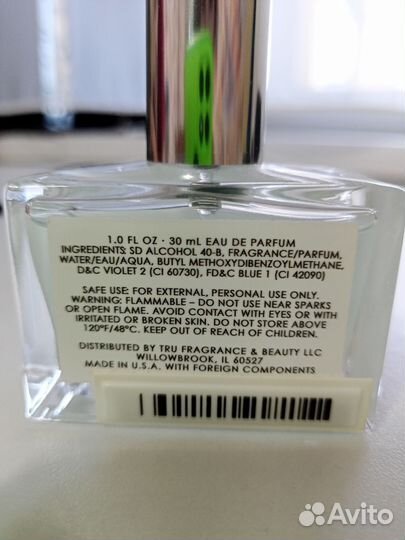 1.0 FL OZ · 30 mL EAU DE PARFUM
INGREDIENTS: SD ALCOHOL 40-B, FRAGRANCE/PARFUM,
WATER/EAU/AQUA, BUTYL METHOXYDIBENZOYLMETHANE,
D&C VIOLET 2 (CI 60730), FD&C BLUE 1 (CI 42090)
SAFE USE: FOR EXTERNAL, PERSONAL USE ONLY.
WARNING: FLAMMABLE – DO NOT USE NEAR SPARKS
OR OPEN FLAME. AVOID CONTACT WITH EYES OR WITH
IRRITATED OR BROKEN SKIN. DO NOT STORE ABOVE
120°F/48°C. KEEP OUT OF REACH OF CHILDREN.
DISTRIBUTED BY TRU FRAGRANCE & BEAUTY LLC
WILLOWBROOK, IL 60527
MADE IN U.S.A. WITH FOREIGN COMPONENTS
Avito